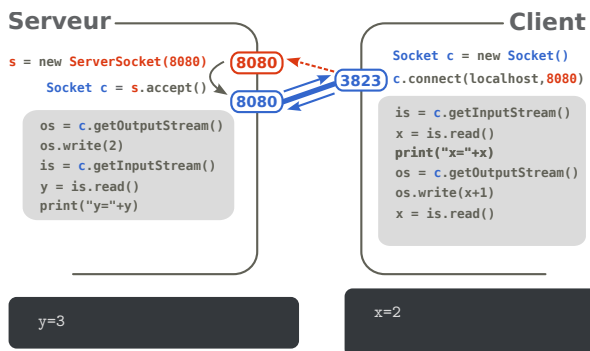 Serveur
Client
s = new ServerSocket(8080)
8080
Socket c = new Socket()
Socket c = s.accept()
8080
3823
c.connect(localhost,8080)
os = c.getOutputStream()
os.write(2)
is = c.getInputStream()
y = is.read()
print("y="+y)
is = c.getInputStream()
x = is.read()
print("x="+x)
os = c.getOutputStream()
os.write(x+1)
x = is.read()
y=3
x=2